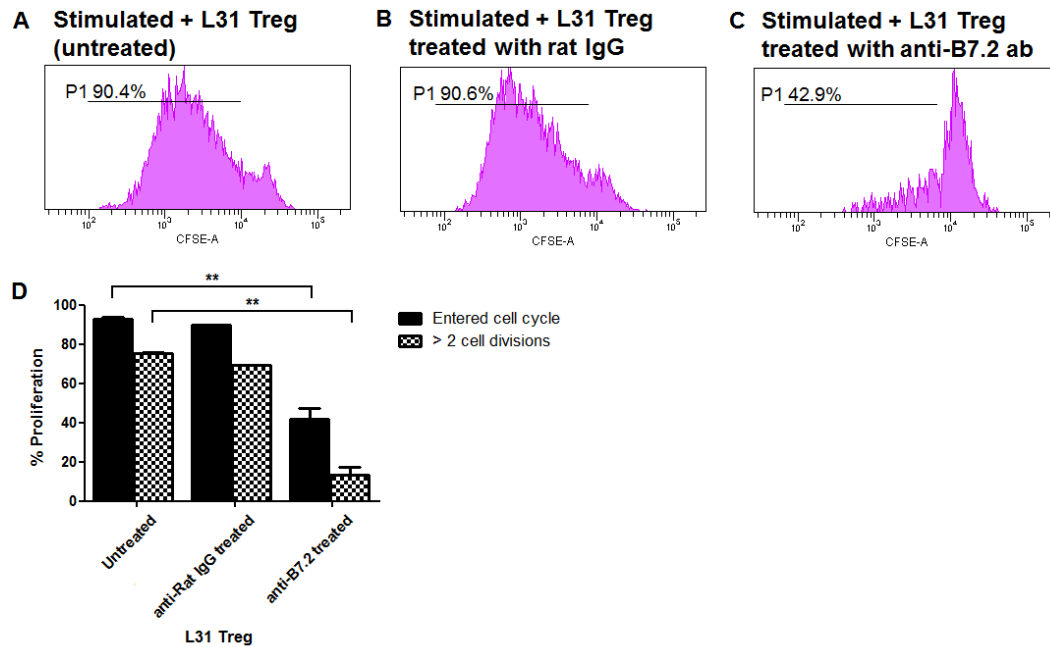 A Stimulated + L31 Treg
(untreated)
P1 90.4%
10² 10³ 10⁴ 10⁵
CFSE-A
B Stimulated + L31 Treg
treated with rat IgG
P1 90.6%
10² 10³ 10⁴ 10⁵
CFSE-A
C Stimulated + L31 Treg
treated with anti-B7.2 ab
P1 42.9%
10² 10³ 10⁴ 10⁵
CFSE-A
D
**
**
% Proliferation
100
80
60
40
20
0
Untreated
anti-Rat IgG treated
anti-B7.2 treated
L31 Treg
Entered cell cycle
> 2 cell divisions